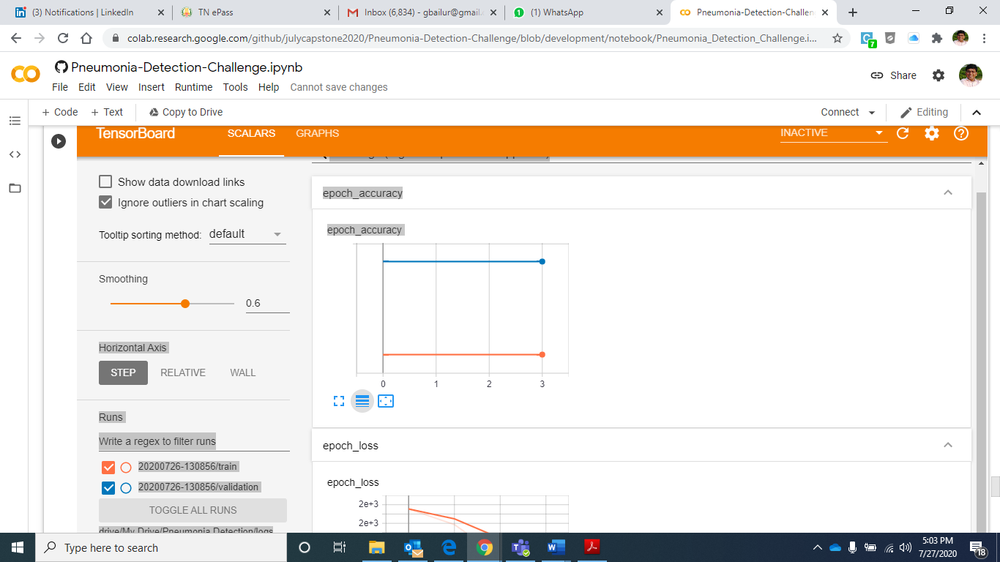 (3) Notifications | LinkedIn
TN ePass
Inbox (6,834) - gbailur@gmail.
(1) WhatsApp
Pneumonia-Detection-Challen
colab.research.google.com/github/julycapstone2020/Pneumonia-Detection-Challenge/blob/development/notebook/Pneumonia_Detection_Challenge.i...
7
Pneumonia-Detection-Challenge.ipynb
File Edit View Insert Runtime Tools Help Cannot save changes
Share
+ Code + Text Copy to Drive
Connect Editing
TensorBoard SCALARS GRAPHS INACTIVE
Show data download links
Ignore outliers in chart scaling
Tooltip sorting method: default
Smoothing
0.6
Horizontal Axis
STEP RELATIVE WALL
Runs
Write a regex to filter runs
20200726-130856/train
20200726-130856/validation
TOGGLE ALL RUNS
drive/My Drive/Pneumonia Detection/logs
epoch_accuracy
epoch_accuracy
0 1 2 3
epoch_loss
epoch_loss
2e+3
2e+3
Type here to search
5:03 PM
7/27/2020
18